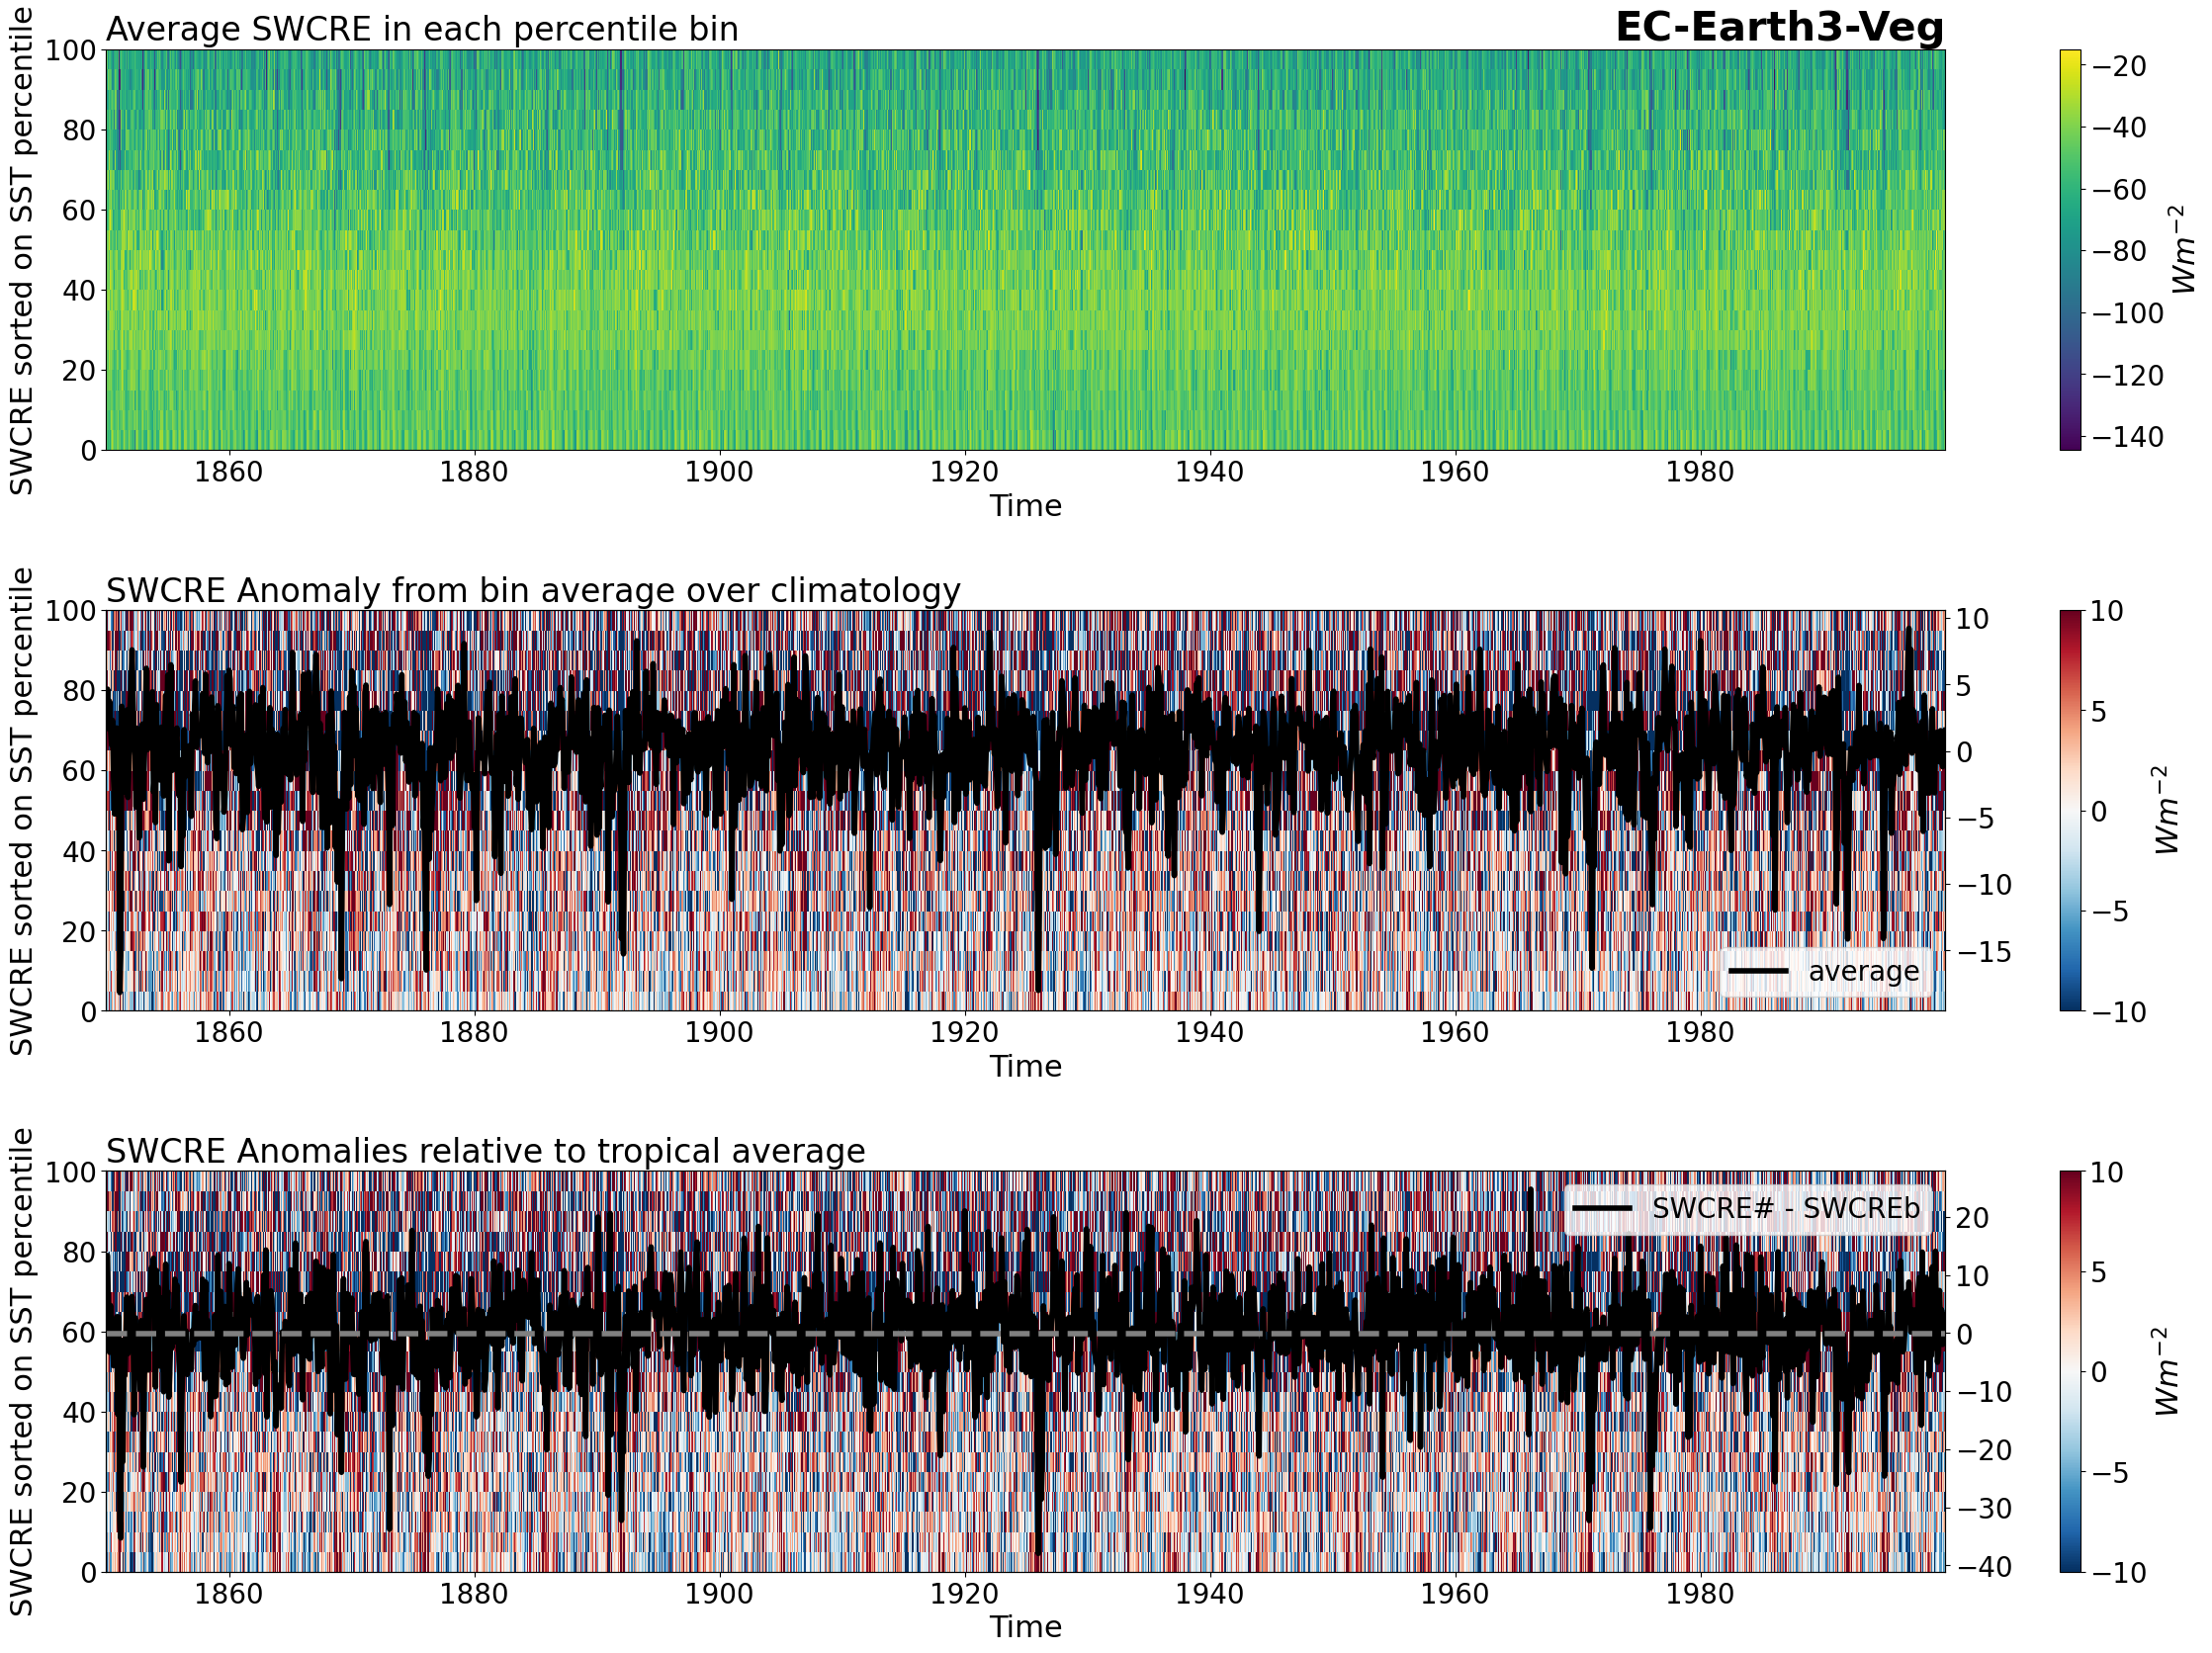 Average SWCRE in each percentile bin
EC-Earth3-Veg
SWCRE sorted on SST percentile
100
80
60
40
20
0
1860 1880 1900 1920 1940 1960 1980
Time
−20
−40
−60
−80
−100
−120
−140
Wm⁻²
SWCRE Anomaly from bin average over climatology
SWCRE sorted on SST percentile
100
80
60
40
20
0
1860 1880 1900 1920 1940 1960 1980
Time
10
5
0
−5
−10
−15
average
10
5
0
−5
−10
Wm⁻²
SWCRE Anomalies relative to tropical average
SWCRE sorted on SST percentile
100
80
60
40
20
0
1860 1880 1900 1920 1940 1960 1980
Time
SWCRE# - SWCREb
20
10
0
−10
−20
−30
−40
10
5
0
−5
−10
Wm⁻²